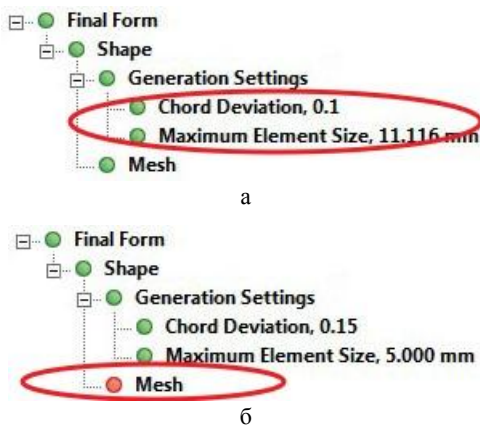 Final Form
Shape
Generation Settings
Chord Deviation, 0.1
Maximum Element Size, 11.116 mm
Mesh
а
Final Form
Shape
Generation Settings
Chord Deviation, 0.15
Maximum Element Size, 5.000 mm
Mesh
б